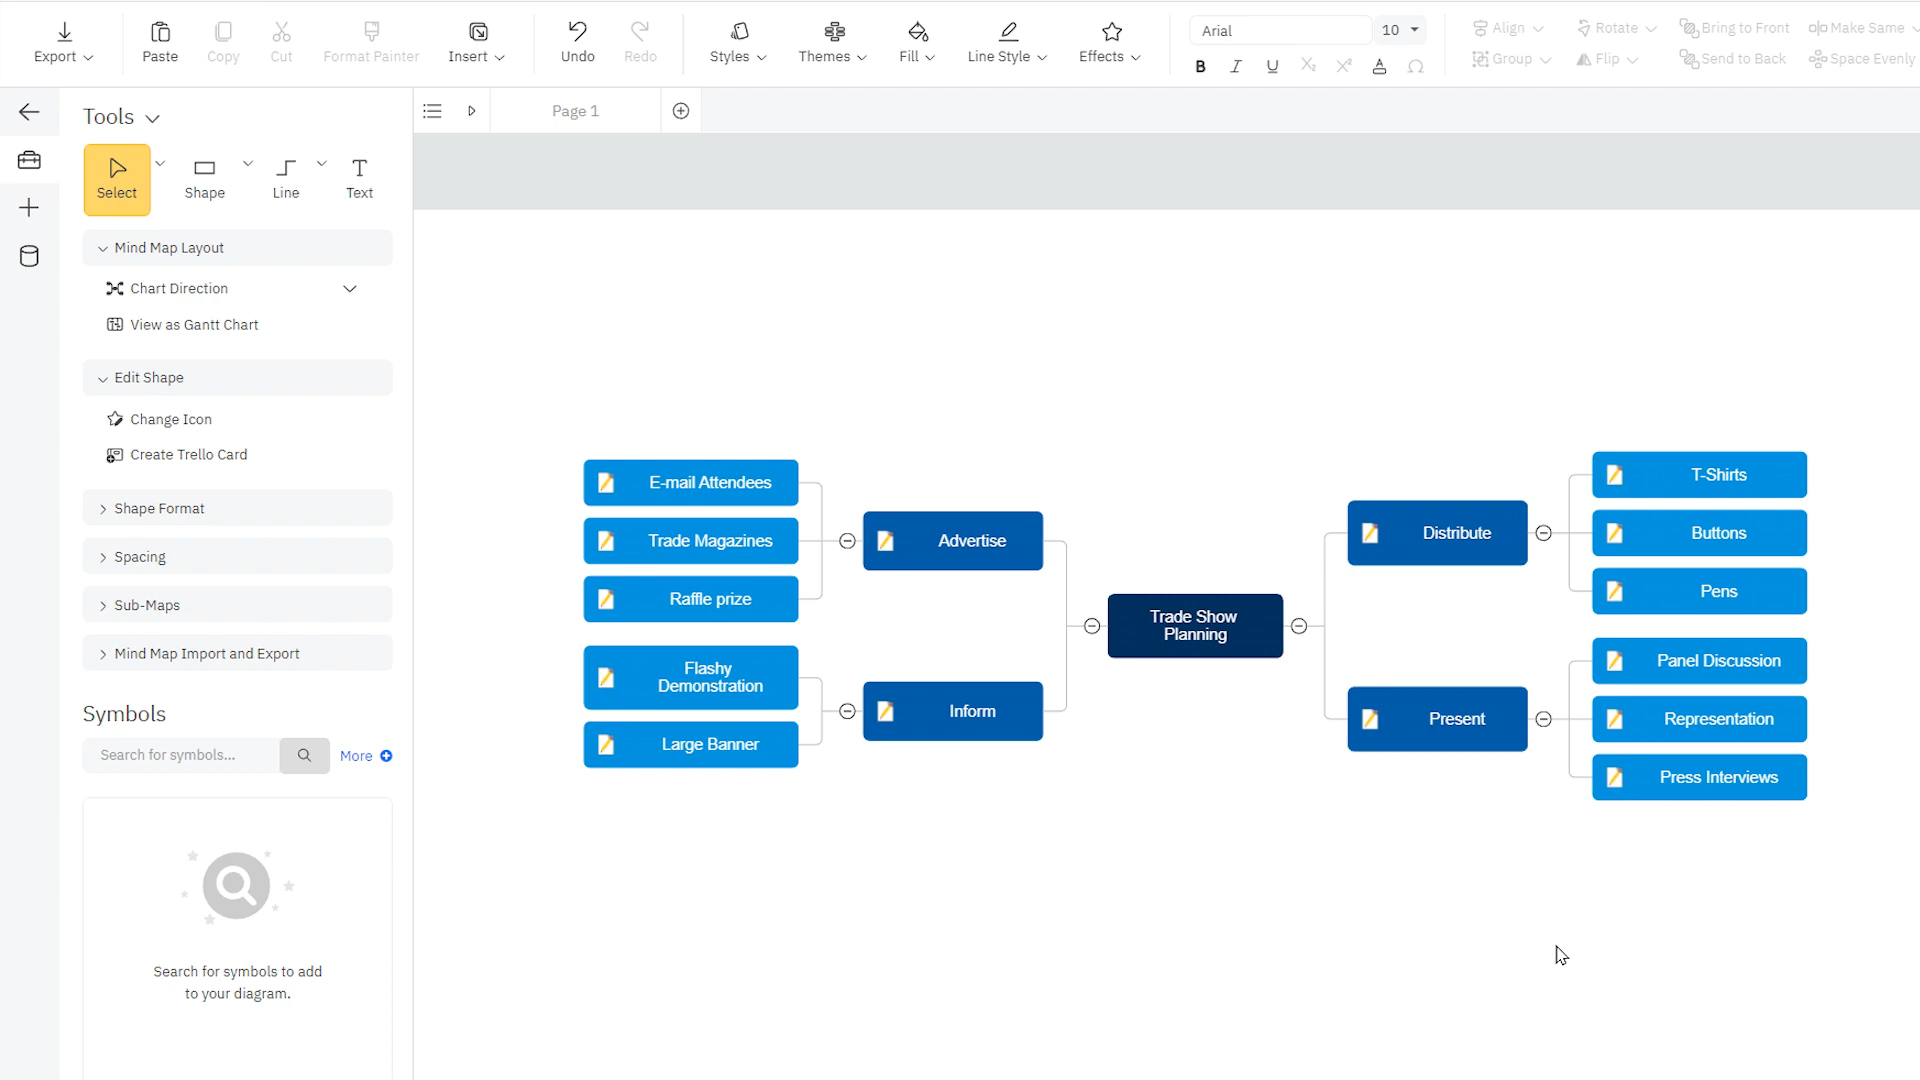 Export
Paste
Copy
Cut
Format Painter
Insert
Undo
Redo
Styles
Themes
Fill
Line Style
Effects
Arial
10
B I U X₂ X² A Ω
Align
Rotate
Bring to Front
Make Same
Group
Flip
Send to Back
Space Evenly
Tools
Page 1
Select
Shape
Line
Text
Mind Map Layout
Chart Direction
View as Gantt Chart
Edit Shape
Change Icon
Create Trello Card
Shape Format
Spacing
Sub-Maps
Mind Map Import and Export
Symbols
Search for symbols...
More
Search for symbols to add
to your diagram.
E-mail Attendees
Trade Magazines
Raffle prize
Flashy
Demonstration
Large Banner
Advertise
Inform
Trade Show
Planning
Distribute
Present
T-Shirts
Buttons
Pens
Panel Discussion
Representation
Press Interviews